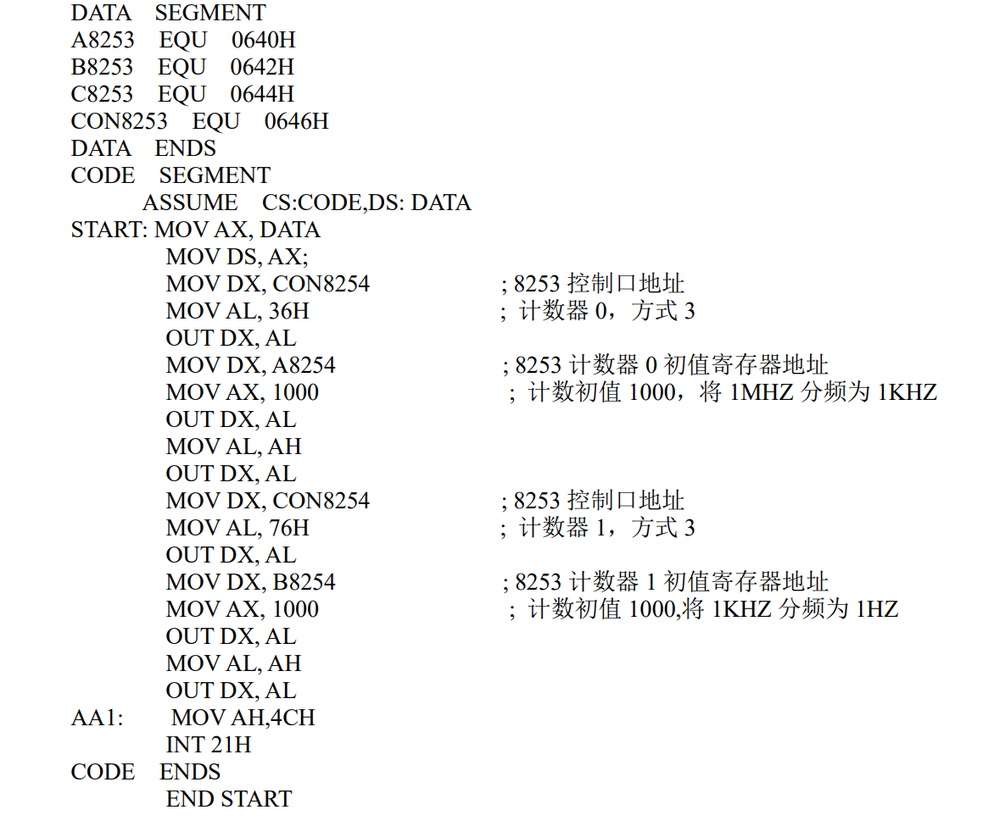 DATA SEGMENT
A8253 EQU 0640H
B8253 EQU 0642H
C8253 EQU 0644H
CON8253 EQU 0646H
DATA ENDS
CODE SEGMENT
ASSUME CS:CODE,DS: DATA
START: MOV AX, DATA
MOV DS, AX;
MOV DX, CON8254 ; 8253 控制口地址
MOV AL, 36H ; 计数器 0，方式 3
OUT DX, AL
MOV DX, A8254 ; 8253 计数器 0 初值寄存器地址
MOV AX, 1000 ; 计数初值 1000，将 1MHZ 分频为 1KHZ
OUT DX, AL
MOV AL, AH
OUT DX, AL
MOV DX, CON8254 ; 8253 控制口地址
MOV AL, 76H ; 计数器 1，方式 3
OUT DX, AL
MOV DX, B8254 ; 8253 计数器 1 初值寄存器地址
MOV AX, 1000 ; 计数初值 1000,将 1KHZ 分频为 1HZ
OUT DX, AL
MOV AL, AH
OUT DX, AL
AA1: MOV AH,4CH
INT 21H
CODE ENDS
END START